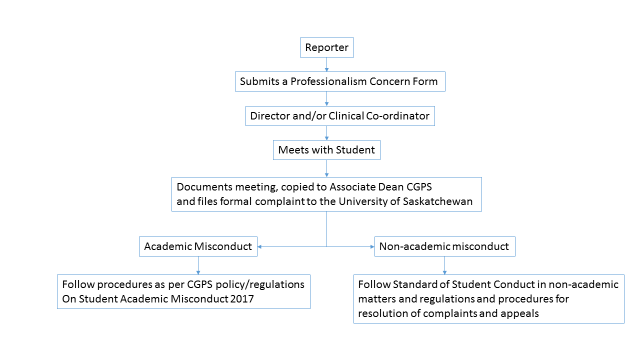 Reporter
Submits a Professionalism Concern Form
Director and/or Clinical Co-ordinator
Meets with Student
Documents meeting, copied to Associate Dean CGPS
and files formal complaint to the University of Saskatchewan
Academic Misconduct
Non-academic misconduct
Follow procedures as per CGPS policy/regulations
On Student Academic Misconduct 2017
Follow Standard of Student Conduct in non-academic
matters and regulations and procedures for
resolution of complaints and appeals